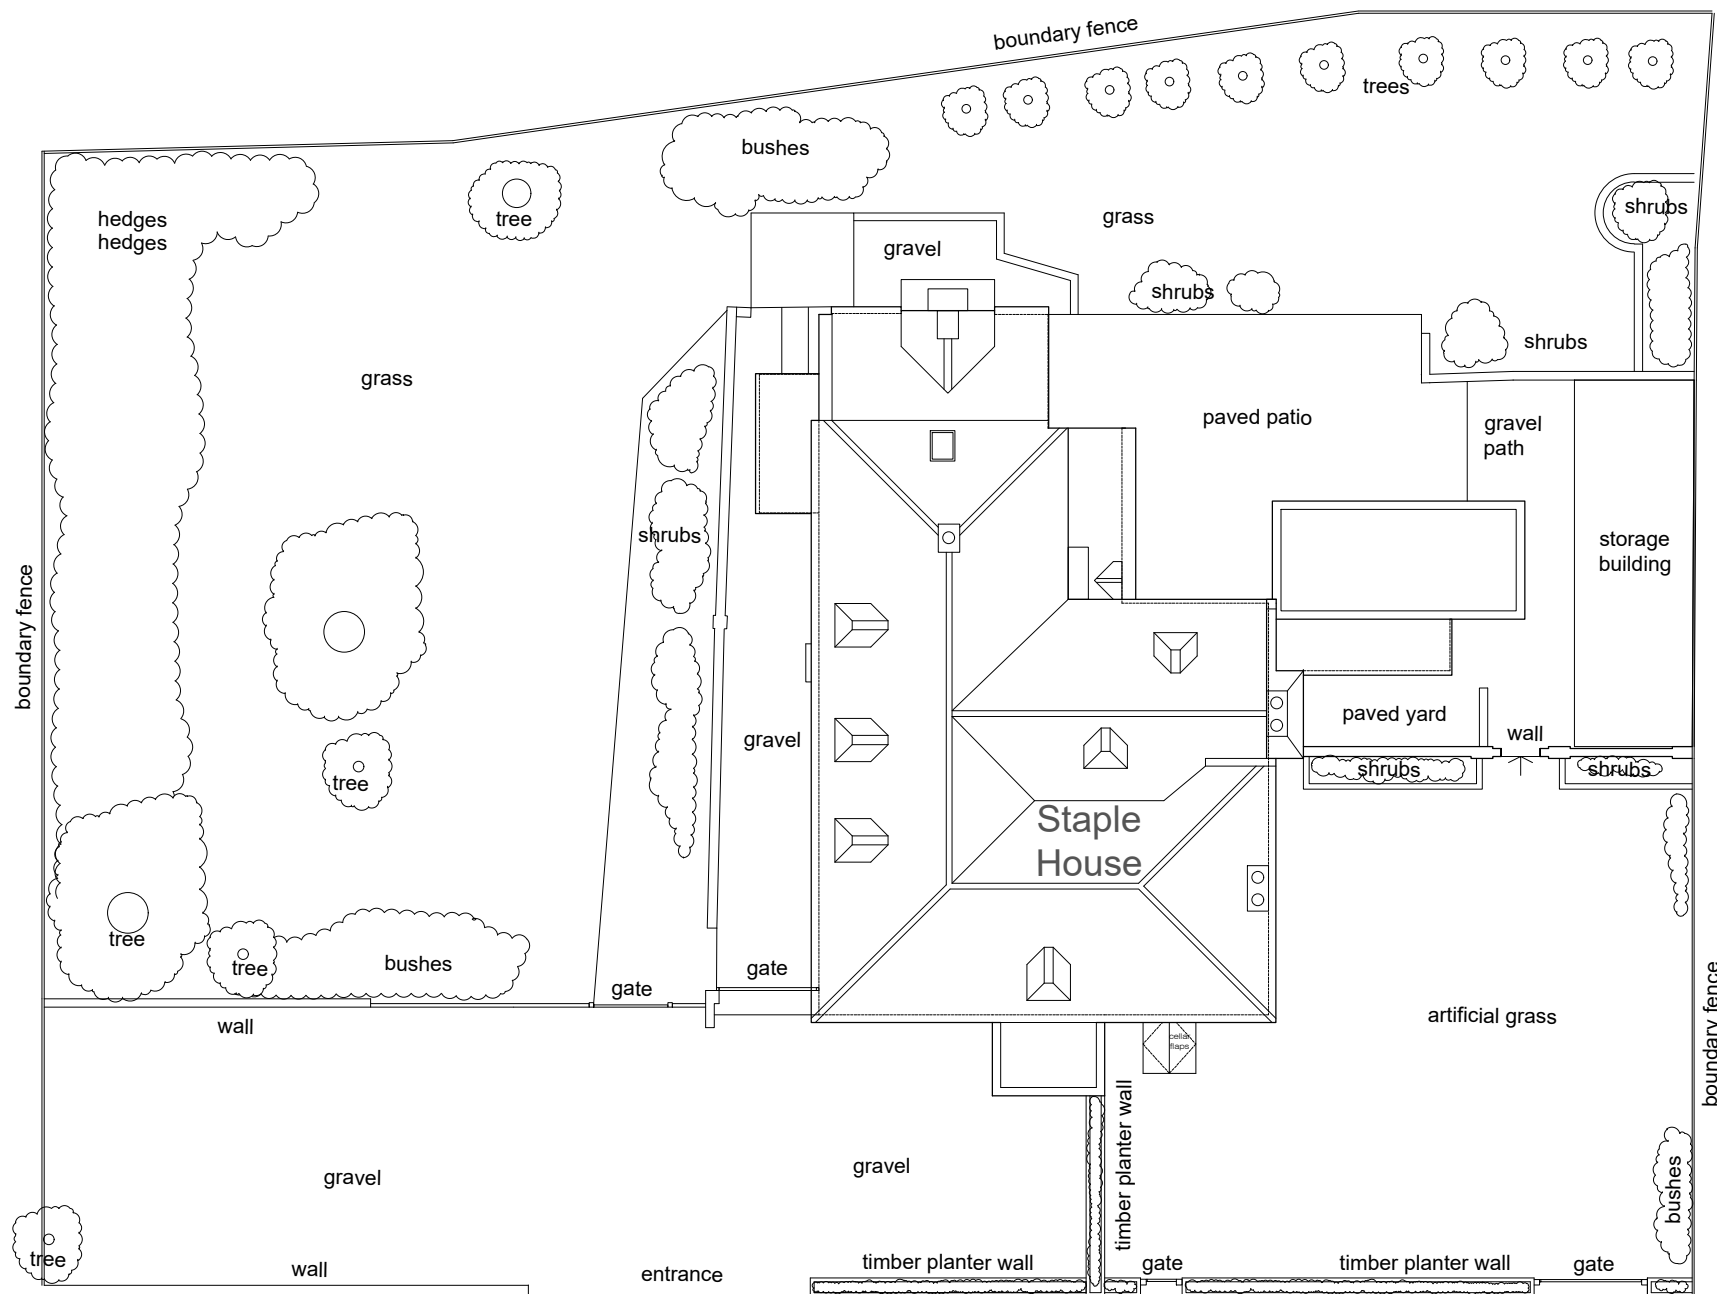 boundary fence
trees
bushes
hedges
hedges
tree
grass
shrubs
gravel
shrubs
shrubs
grass
paved patio
gravel
path
shrubs
storage
building
boundary fence
paved yard
wall
gravel
shrubs
shrubs
tree
Staple
House
tree
tree
bushes
gate
gate
wall
artificial grass
boundary fence
cellar
flaps
timber planter wall
gravel
gravel
bushes
tree
wall
entrance
timber planter wall
gate
timber planter wall
gate